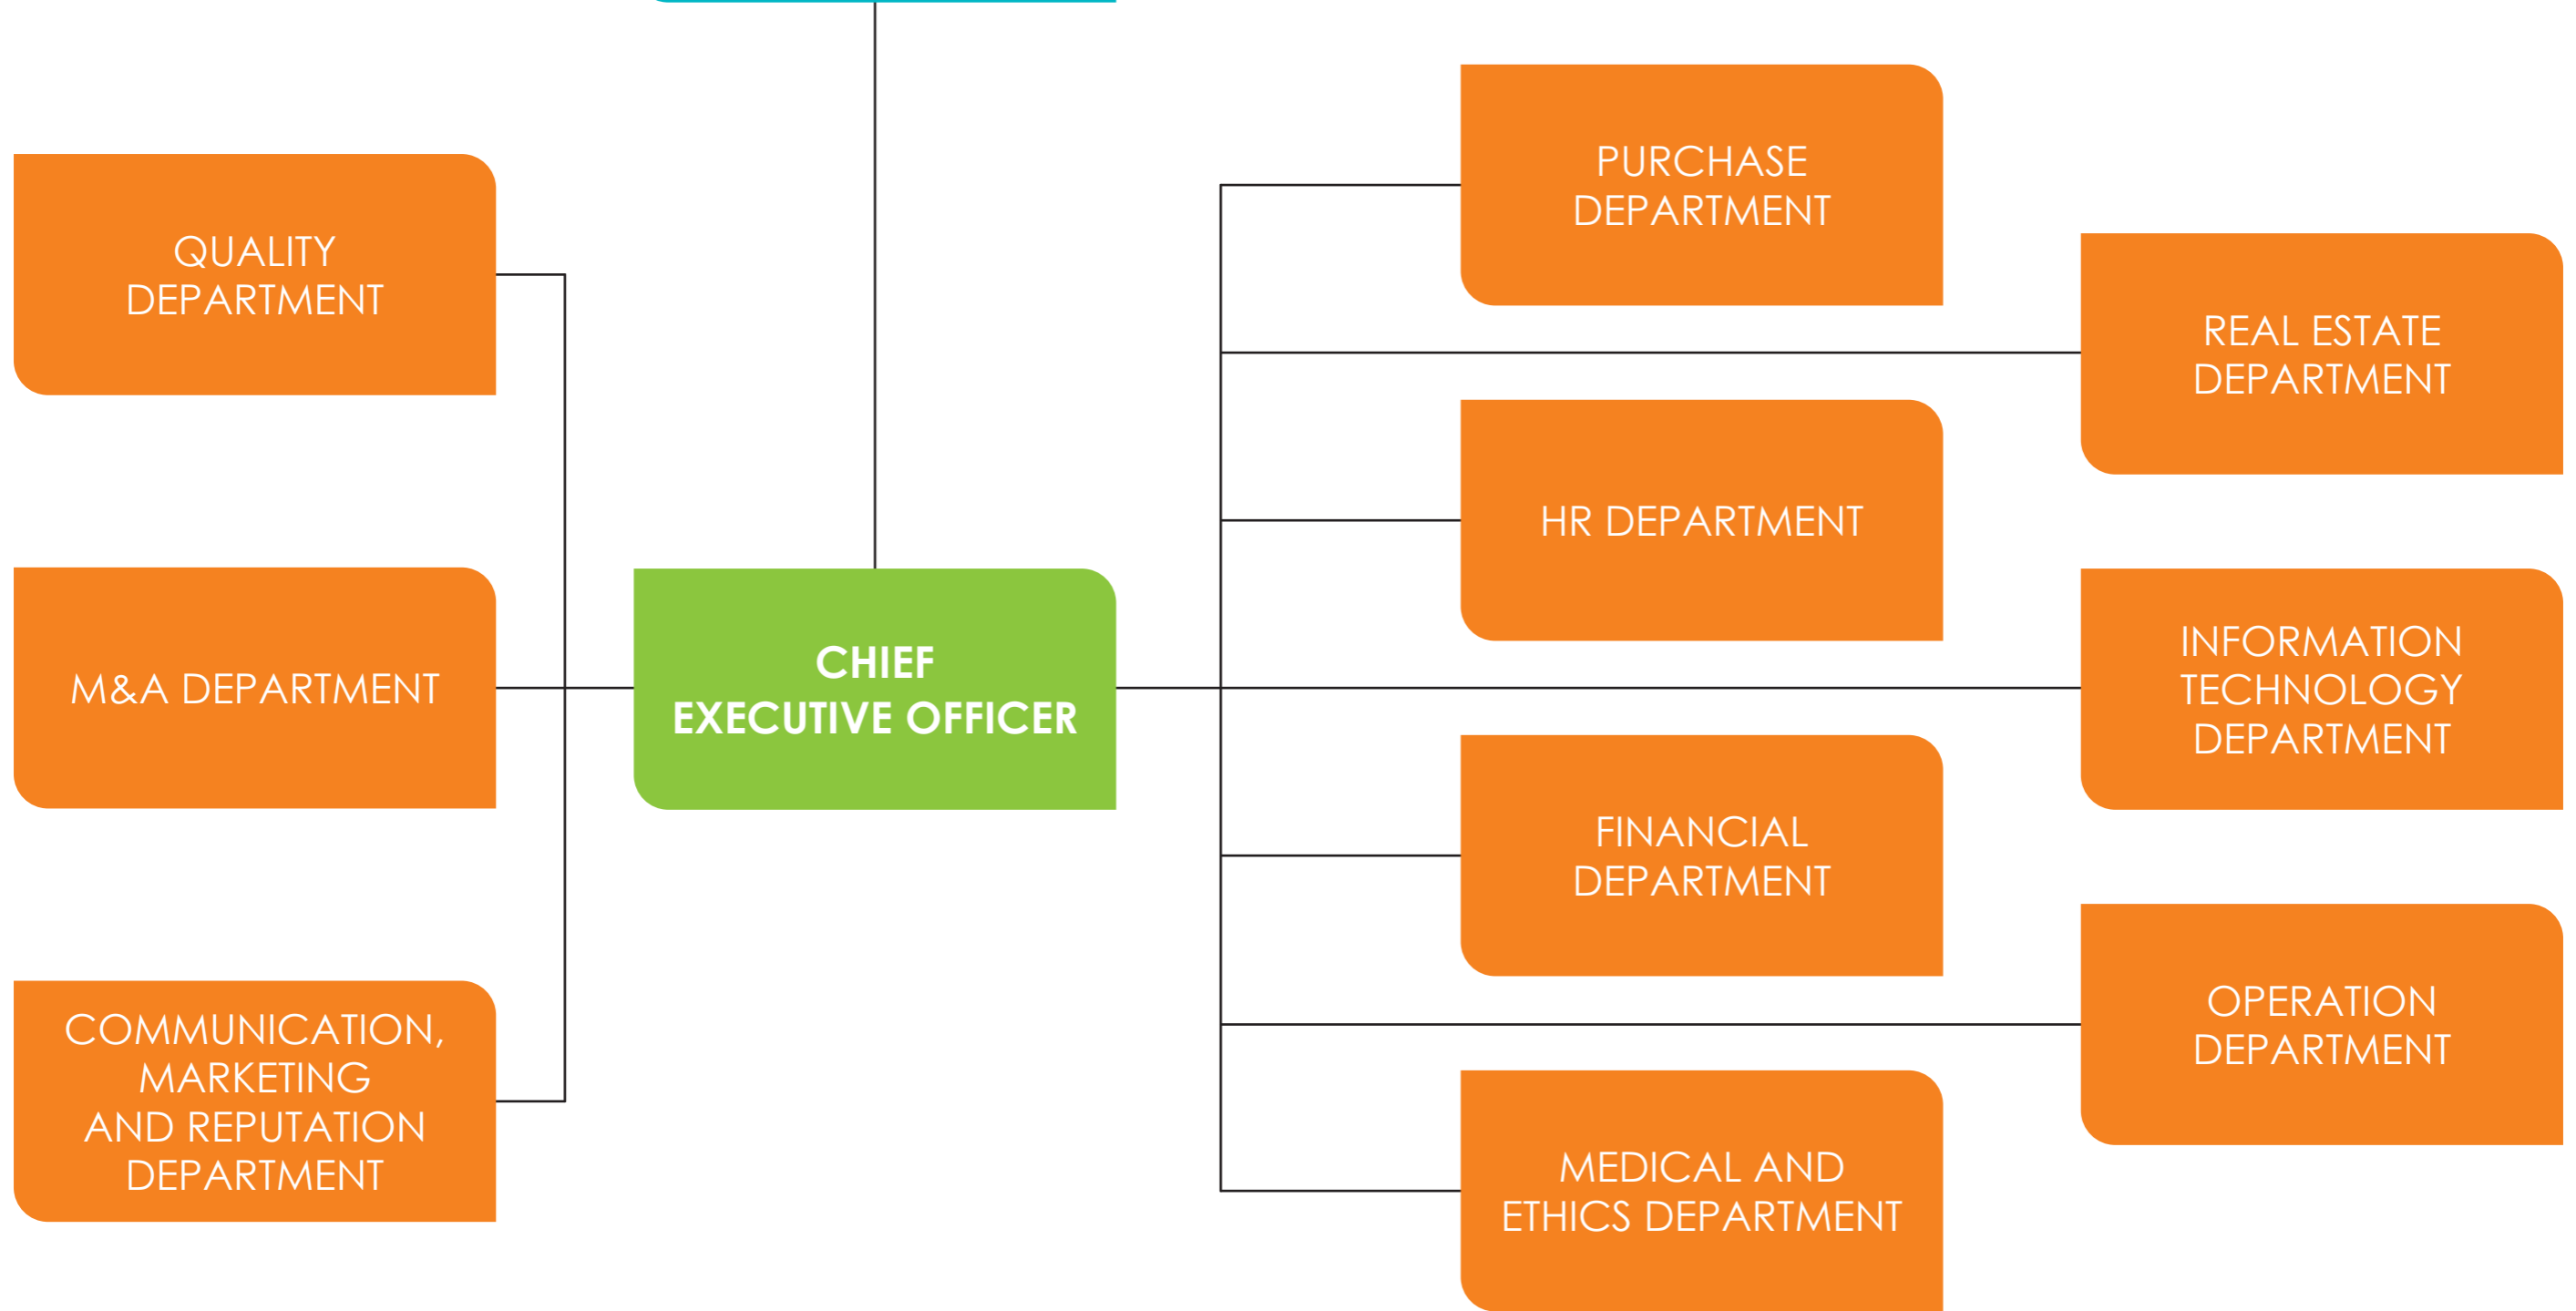 QUALITY
DEPARTMENT
M&A DEPARTMENT
COMMUNICATION,
MARKETING
AND REPUTATION
DEPARTMENT
CHIEF
EXECUTIVE OFFICER
PURCHASE
DEPARTMENT
HR DEPARTMENT
FINANCIAL
DEPARTMENT
MEDICAL AND
ETHICS DEPARTMENT
REAL ESTATE
DEPARTMENT
INFORMATION
TECHNOLOGY
DEPARTMENT
OPERATION
DEPARTMENT